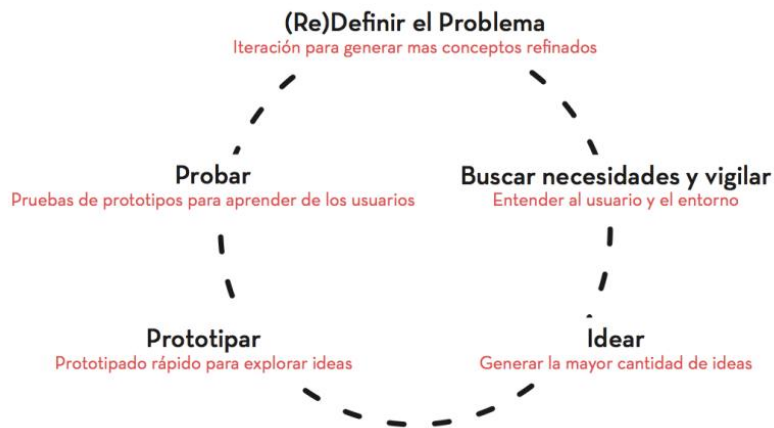 (Re)Definir el Problema
Iteración para generar mas conceptos refinados
Probar
Pruebas de prototipos para aprender de los usuarios
Buscar necesidades y vigilar
Entender al usuario y el entorno
Prototipar
Prototipado rápido para explorar ideas
Idear
Generar la mayor cantidad de ideas